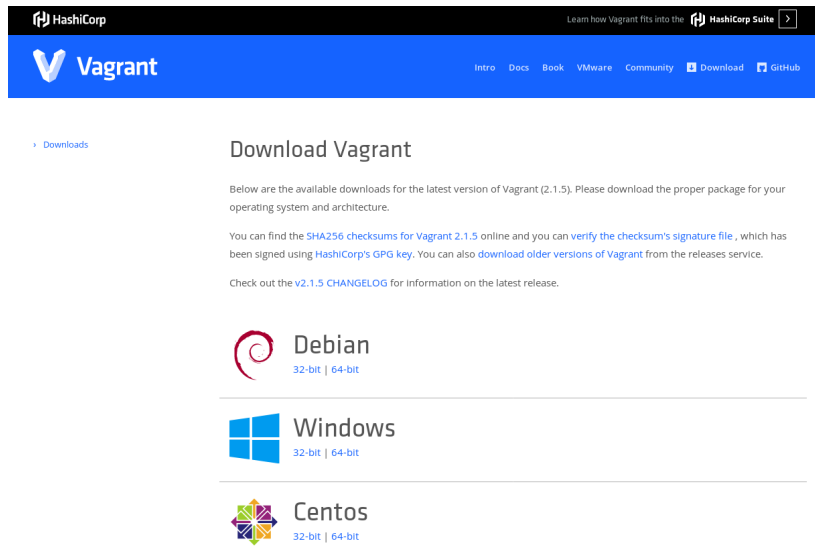 HashiCorp
Learn how Vagrant fits into the HashiCorp Suite
Vagrant
Intro Docs Book VMware Community Download GitHub
› Downloads
Download Vagrant
Below are the available downloads for the latest version of Vagrant (2.1.5). Please download the proper package for your
operating system and architecture.
You can find the SHA256 checksums for Vagrant 2.1.5 online and you can verify the checksum's signature file , which has
been signed using HashiCorp's GPG key. You can also download older versions of Vagrant from the releases service.
Check out the v2.1.5 CHANGELOG for information on the latest release.
Debian
32-bit | 64-bit
Windows
32-bit | 64-bit
Centos
32-bit | 64-bit